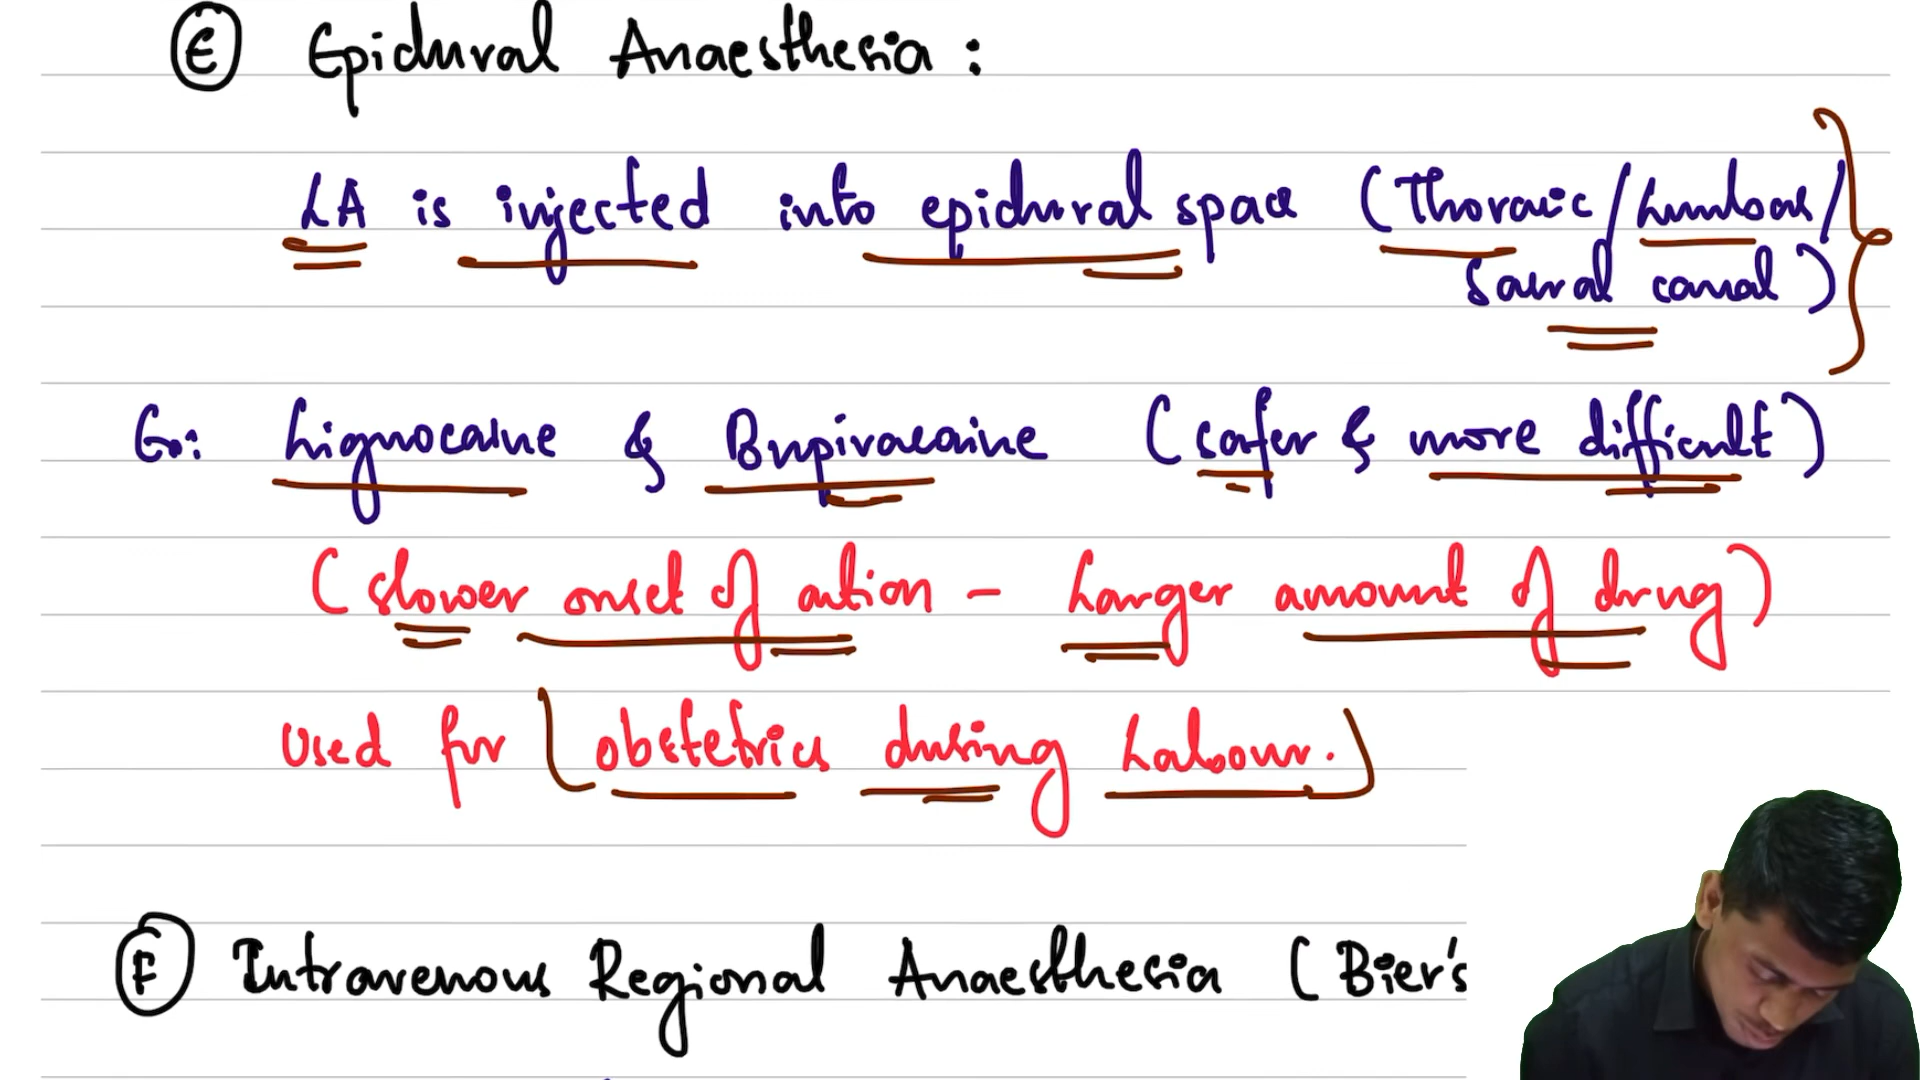 E Epidural Anaesthesia :
LA is injected into epidural space (Thoracic/Lumbar/
Sacral canal)
Ex: Lignocaine & Bupivacaine (safer & more difficult)
(slower onset of action - Larger amount of drug)
Used for obstetrics during Labour.
F Intravenous Regional Anaesthesia (Bier's